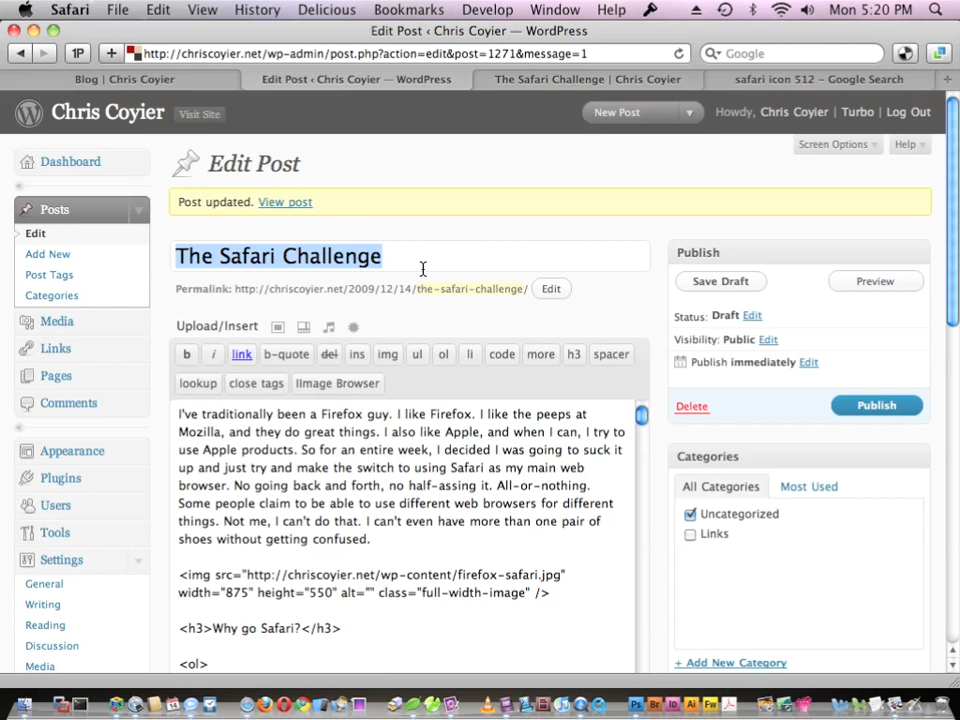 Safari File Edit View History Delicious Bookmarks Develop Window Help Mon 5:20 PM
Edit Post ‹ Chris Coyier — WordPress
1P + http://chriscoyier.net/wp-admin/post.php?action=edit&post=1271&message=1 Google
Blog | Chris Coyier Edit Post ‹ Chris Coyier — WordPress The Safari Challenge | Chris Coyier safari icon 512 – Google Search +
Chris Coyier Visit Site New Post Howdy, Chris Coyier | Turbo | Log Out
Screen Options Help
Dashboard
Edit Post
Posts
Post updated. View post
Edit
Add New
Post Tags
Categories
Media
Links
Pages
Comments
Appearance
Plugins
Users
Tools
Settings
General
Writing
Reading
Discussion
Media
The Safari Challenge
Permalink: http://chriscoyier.net/2009/12/14/the-safari-challenge/ Edit
Upload/Insert
b i link b-quote del ins img ul ol li code more h3 spacer
lookup close tags IImage Browser
I've traditionally been a Firefox guy. I like Firefox. I like the peeps at
Mozilla, and they do great things. I also like Apple, and when I can, I try to
use Apple products. So for an entire week, I decided I was going to suck it
up and just try and make the switch to using Safari as my main web
browser. No going back and forth, no half-assing it. All-or-nothing.
Some people claim to be able to use different web browsers for different
things. Not me, I can't do that. I can't even have more than one pair of
shoes without getting confused.
<img src="http://chriscoyier.net/wp-content/firefox-safari.jpg"
width="875" height="550" alt="" class="full-width-image" />
<h3>Why go Safari?</h3>
<ol>
Publish
Save Draft Preview
Status: Draft Edit
Visibility: Public Edit
Publish immediately Edit
Delete Publish
Categories
All Categories Most Used
Uncategorized
Links
+ Add New Category
Ps Br Id Ai Fw